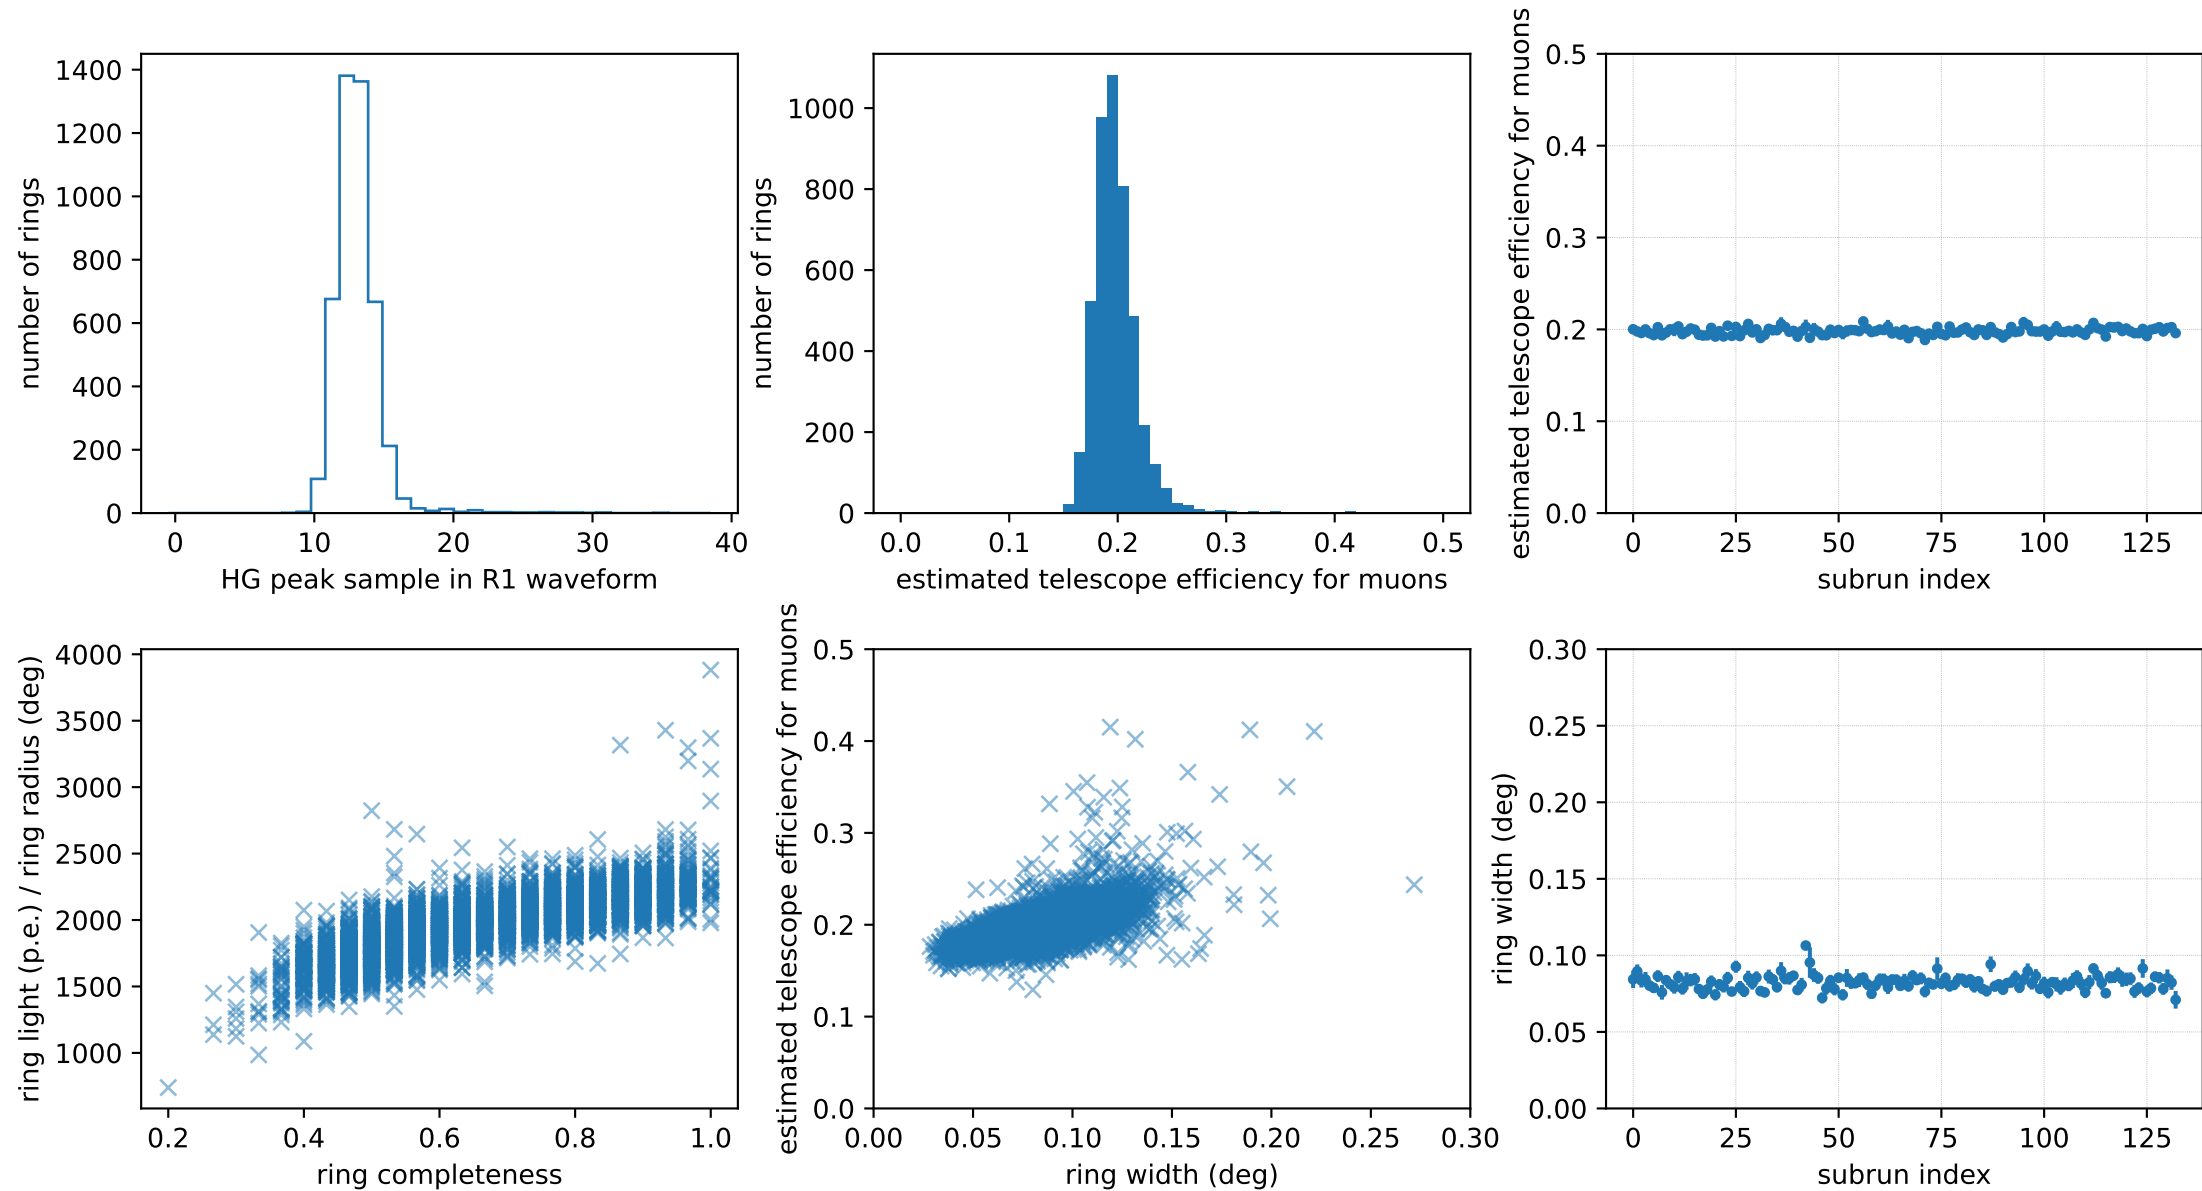 number of rings
1400
1200
1000
800
600
400
200
0
0 10 20 30 40
HG peak sample in R1 waveform
number of rings
1000
800
600
400
200
0
0.0 0.1 0.2 0.3 0.4 0.5
estimated telescope efficiency for muons
estimated telescope efficiency for muons
0.5
0.4
0.3
0.2
0.1
0.0
0 25 50 75 100 125
subrun index
ring light (p.e.) / ring radius (deg)
4000
3500
3000
2500
2000
1500
1000
0.2 0.4 0.6 0.8 1.0
ring completeness
estimated telescope efficiency for muons
0.5
0.4
0.3
0.2
0.1
0.0
0.00 0.05 0.10 0.15 0.20 0.25 0.30
ring width (deg)
ring width (deg)
0.30
0.25
0.20
0.15
0.10
0.05
0.00
0 25 50 75 100 125
subrun index